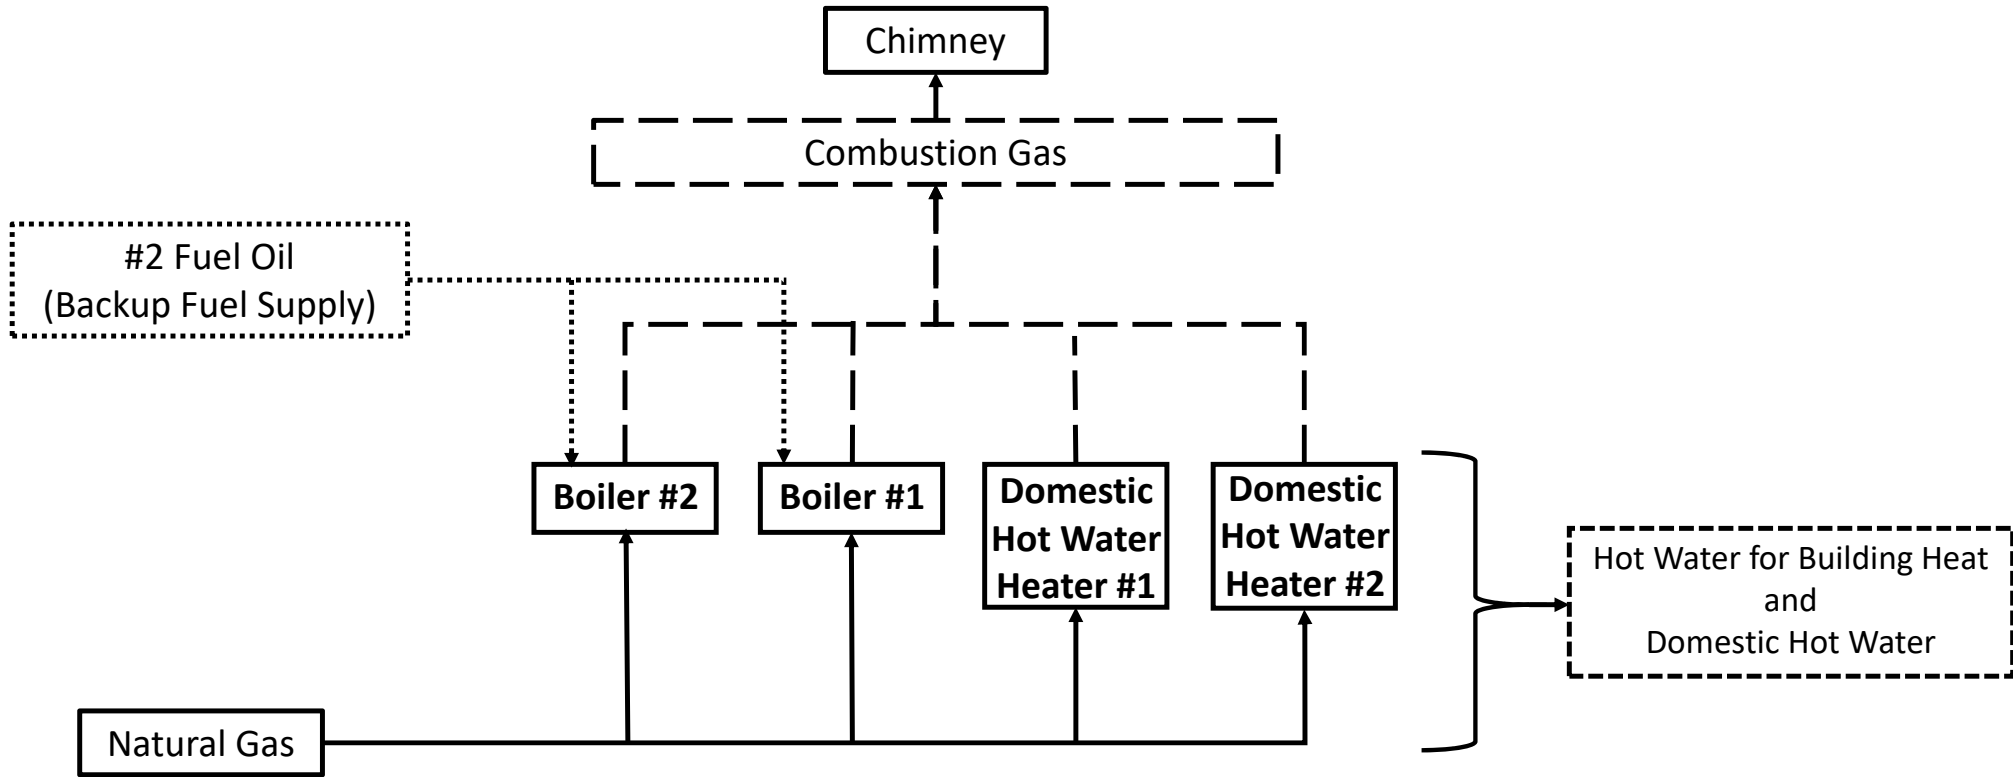 Chimney
Combustion Gas
#2 Fuel Oil
(Backup Fuel Supply)
Boiler #2
Boiler #1
Domestic
Hot Water
Heater #1
Domestic
Hot Water
Heater #2
Hot Water for Building Heat
and
Domestic Hot Water
Natural Gas